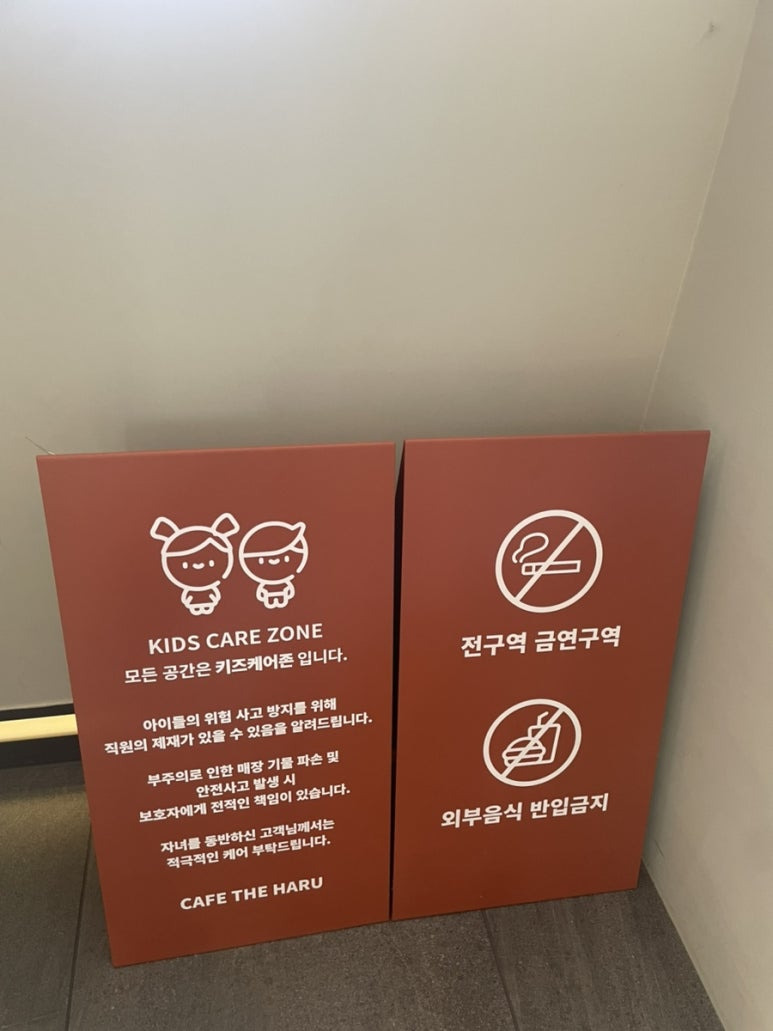 KIDS CARE ZONE
모든 공간은 키즈케어존 입니다.
아이들의 위험 사고 방지를 위해
직원의 제재가 있을 수 있음을 알려드립니다.
부주의로 인한 매장 기물 파손 및
안전사고 발생 시
보호자에게 전적인 책임이 있습니다.
자녀를 동반하신 고객님께서는
적극적인 케어 부탁드립니다.
CAFE THE HARU
전구역 금연구역
외부음식 반입금지